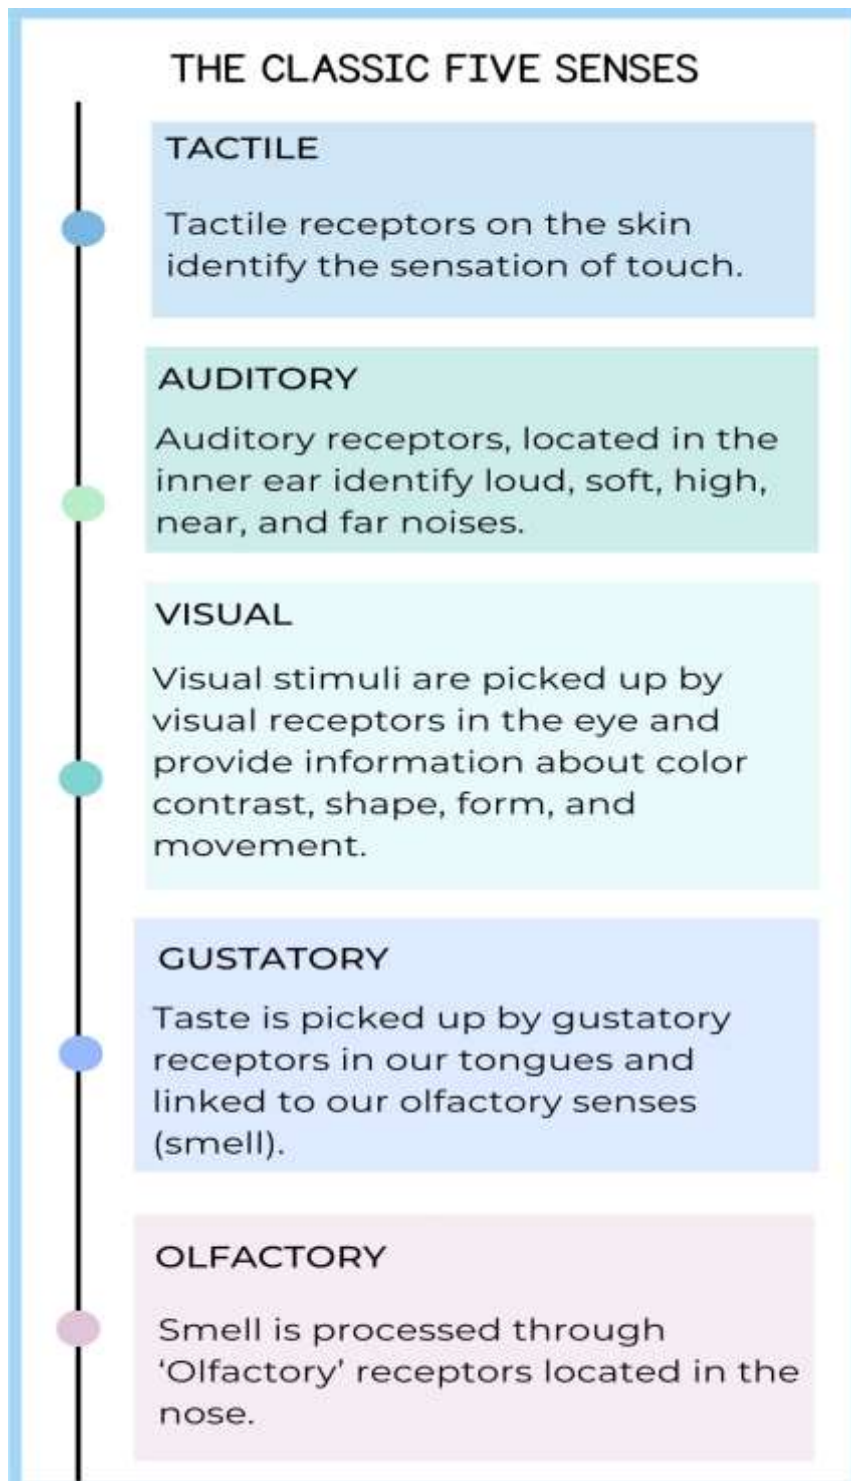 THE CLASSIC FIVE SENSES
TACTILE
Tactile receptors on the skin
identify the sensation of touch.
AUDITORY
Auditory receptors, located in the
inner ear identify loud, soft, high,
near, and far noises.
VISUAL
Visual stimuli are picked up by
visual receptors in the eye and
provide information about color
contrast, shape, form, and
movement.
GUSTATORY
Taste is picked up by gustatory
receptors in our tongues and
linked to our olfactory senses
(smell).
OLFACTORY
Smell is processed through
‘Olfactory’ receptors located in the
nose.